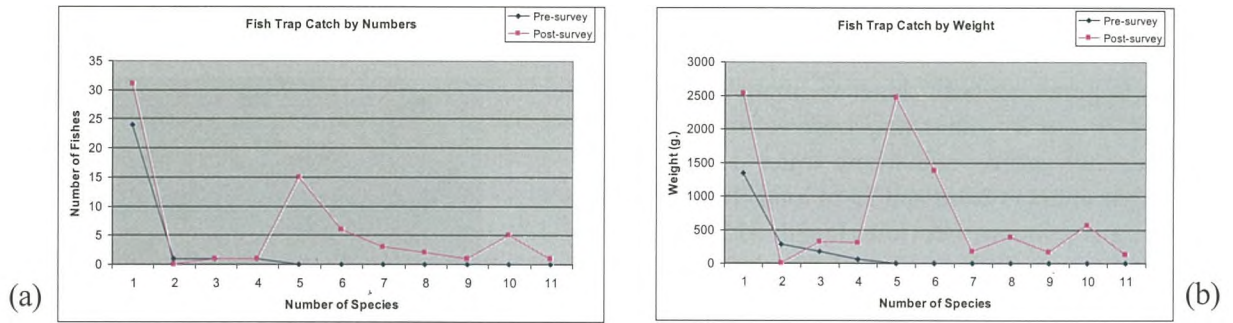 Fish Trap Catch by Numbers
Pre-survey
Post-survey
35
30
25
20
15
10
5
0
Number of Fishes
1 2 3 4 5 6 7 8 9 10 11
Number of Species
(a)
Fish Trap Catch by Weight
Pre-survey
Post-survey
3000
2500
2000
1500
1000
500
0
Weight (g.)
1 2 3 4 5 6 7 8 9 10 11
Number of Species
(b)